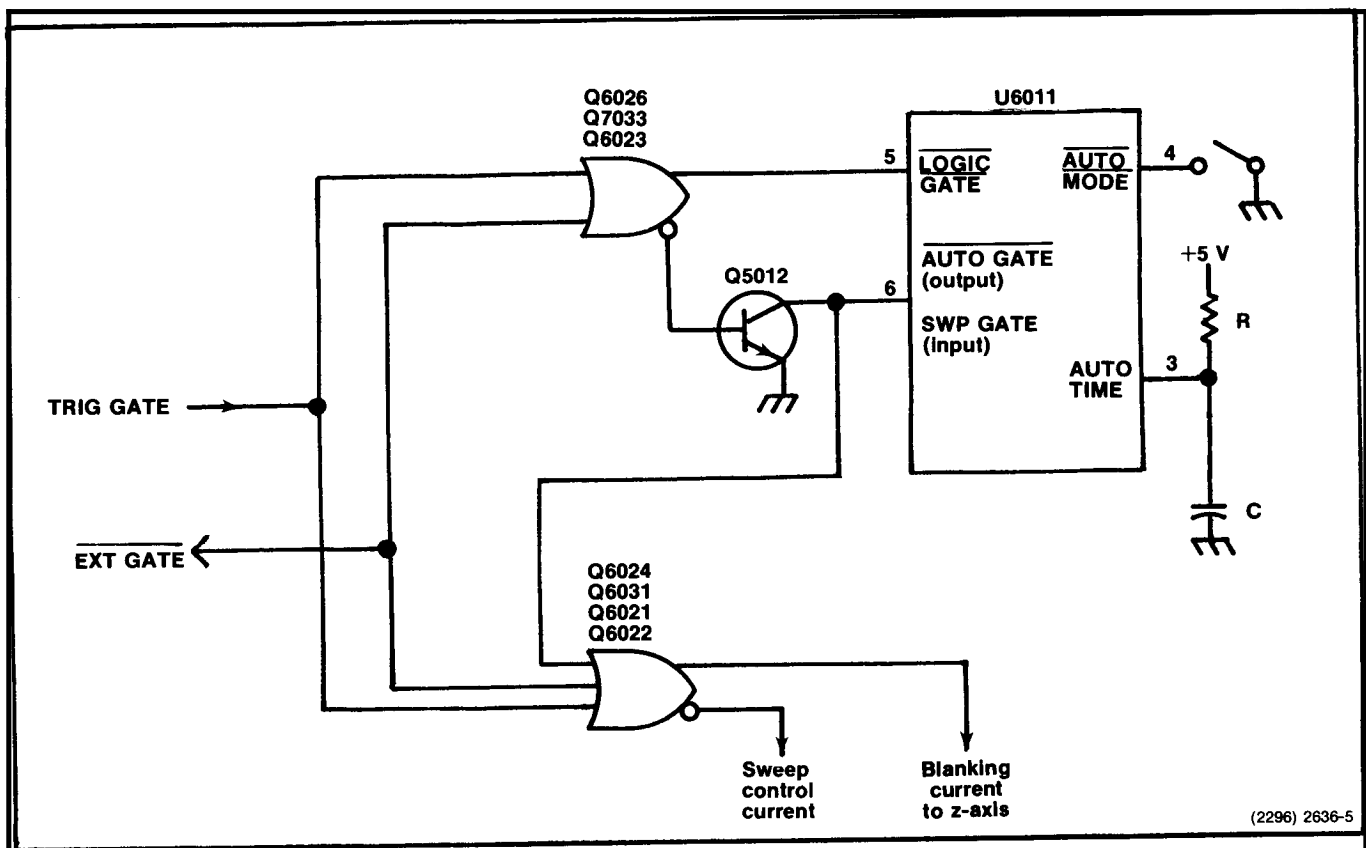 Q6026
Q7033
Q6023
U6011
5
LOGIC
GATE
AUTO
MODE
4
AUTO GATE
(output)
+5 V
Q5012
6
SWP GATE
(input)
R
AUTO
TIME
3
TRIG GATE
C
EXT GATE
Q6024
Q6031
Q6021
Q6022
Sweep
control
current
Blanking
current
to z-axis
(2296) 2636-5